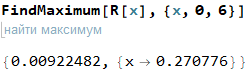 FindMaximum[R[x], {x, 0, 6}]
найти максимум
{0.00922482, {x → 0.270776}}